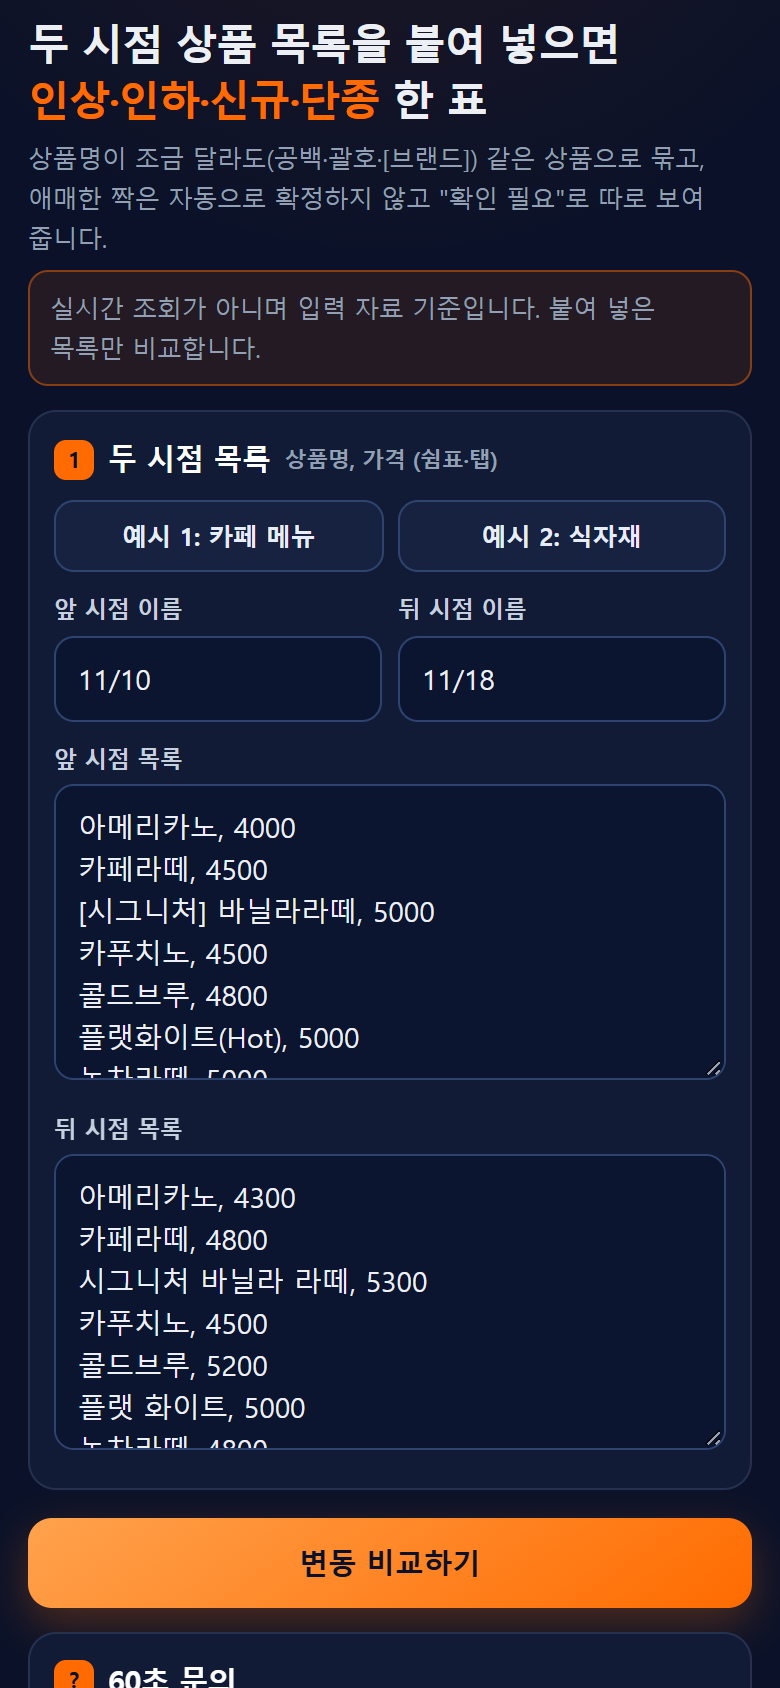 두 시점 상품 목록을 붙여 넣으면
인상·인하·신규·단종 한 표
상품명이 조금 달라도(공백·괄호·[브랜드]) 같은 상품으로 묶고,
애매한 짝은 자동으로 확정하지 않고 "확인 필요"로 따로 보여
줍니다.
실시간 조회가 아니며 입력 자료 기준입니다. 붙여 넣은
목록만 비교합니다.
1 두 시점 목록 상품명, 가격 (쉼표·탭)
예시 1: 카페 메뉴
예시 2: 식자재
앞 시점 이름
뒤 시점 이름
11/10
11/18
앞 시점 목록
아메리카노, 4000
카페라떼, 4500
[시그니처] 바닐라라떼, 5000
카푸치노, 4500
콜드브루, 4800
플랫화이트(Hot), 5000
녹차라떼, 5000
뒤 시점 목록
아메리카노, 4300
카페라떼, 4800
시그니처 바닐라 라떼, 5300
카푸치노, 4500
콜드브루, 5200
플랫 화이트, 5000
녹차라떼, 4800
변동 비교하기
? 60초 문의